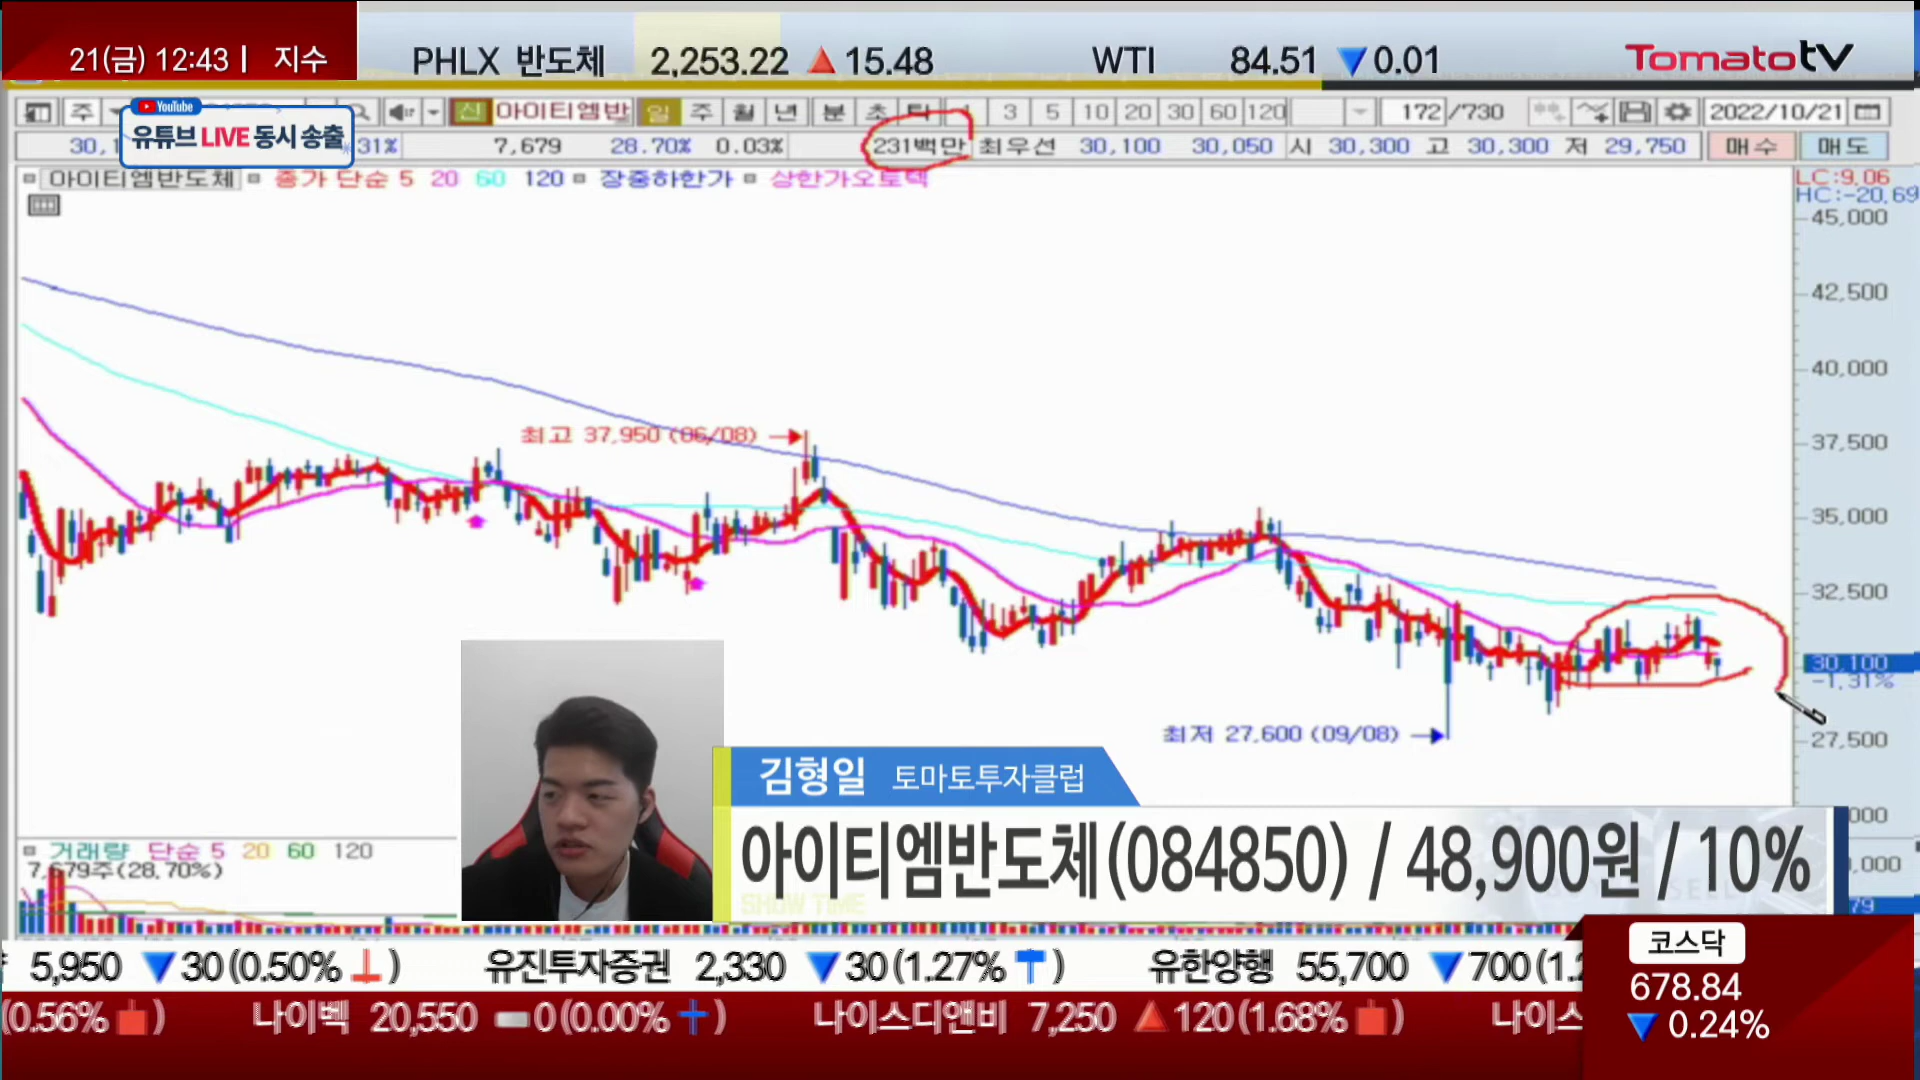 21(금) 12:43 | 지수 PHLX 반도체 2,253.22 ▲ 15.48 WTI 84.51 ▼ 0.01 Tomatotv
주 신 아이티엠반 일 주 월 년 분 초 틱 1 3 5 10 20 30 60 120 172 /730 2022/10/21
YouTube
유튜브 LIVE 동시 송출
30,1 31% 7,679 28.70% 0.03% 231백만 최우선 30,100 30,050 시 30,300 고 30,300 저 29,750 매수 매도
아이티엠반도체 종가 단순 5 20 60 120 장중하한가 상한가오토텍
LC:9.06
HC:-20.69
45,000
42,500
40,000
최고 37,950 (06/08)
37,500
35,000
32,500
30,100
-1.31%
최저 27,600 (09/08)
27,500
김형일 토마토투자클럽
아이티엠반도체(084850) / 48,900원 / 10%
거래량 단순 5 20 60 120
7,679주(28.70%)
SHOW TIME
5,950 ▼ 30(0.50% ) 유진투자증권 2,330 ▼ 30(1.27% ) 유한양행 55,700 ▼ 700(1.2
(0.56% ) 나이벡 20,550 0(0.00% ) 나이스디앤비 7,250 ▲ 120(1.68% ) 나이스
코스닥
678.84
▼ 0.24%